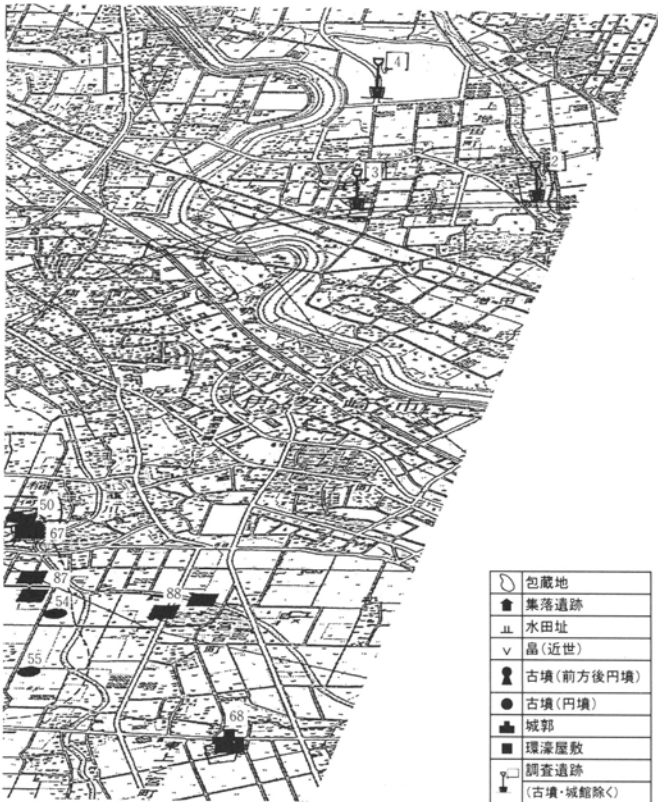 4
2
3
50
67
87
54
88
55
68
包蔵地
集落遺跡
水田址
畠(近世)
古墳(前方後円墳)
古墳(円墳)
城郭
環濠屋敷
調査遺跡
(古墳・城館除く)